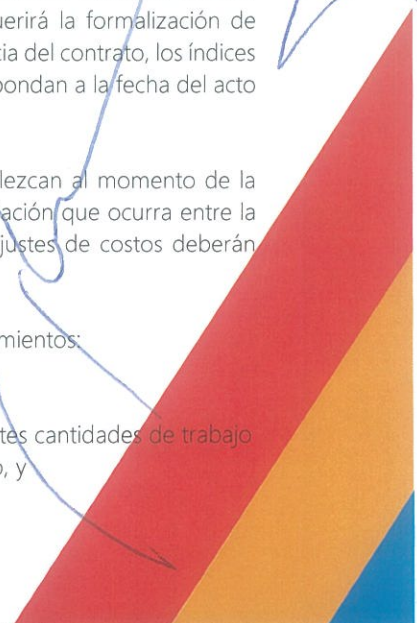 uerirá la formalización de
cia del contrato, los índices
pondan a la fecha del acto
lezcan al momento de la
ación que ocurra entre la
justes de costos deberán
mientos:
tes cantidades de trabajo
o, y